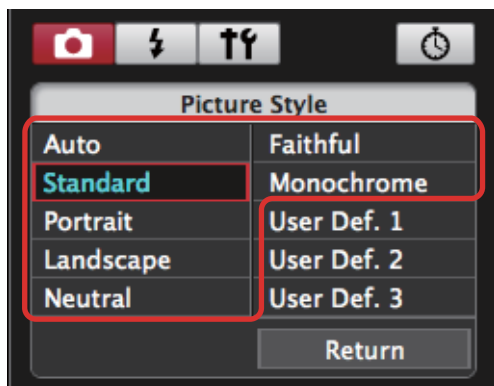 Picture Style
Auto
Faithful
Standard
Monochrome
Portrait
User Def. 1
Landscape
User Def. 2
Neutral
User Def. 3
Return